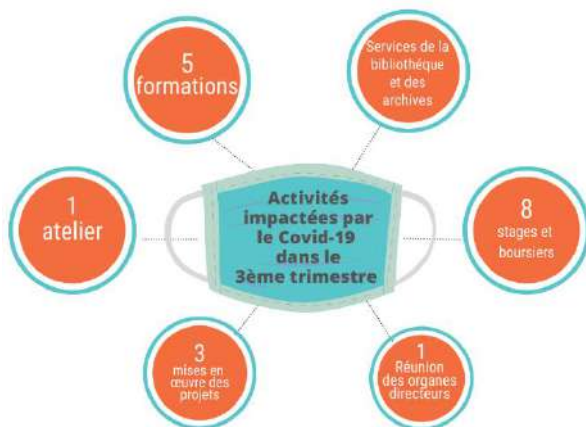 5
formations
Services de la
bibliothéque
et des
archives
1
atelier
Activités
impactées par
le Covid-19
dans le
3ème trimestre
8
stages et
boursiers
3
mises en
œuvre des
projets
1
Réunion
des organes
directeurs